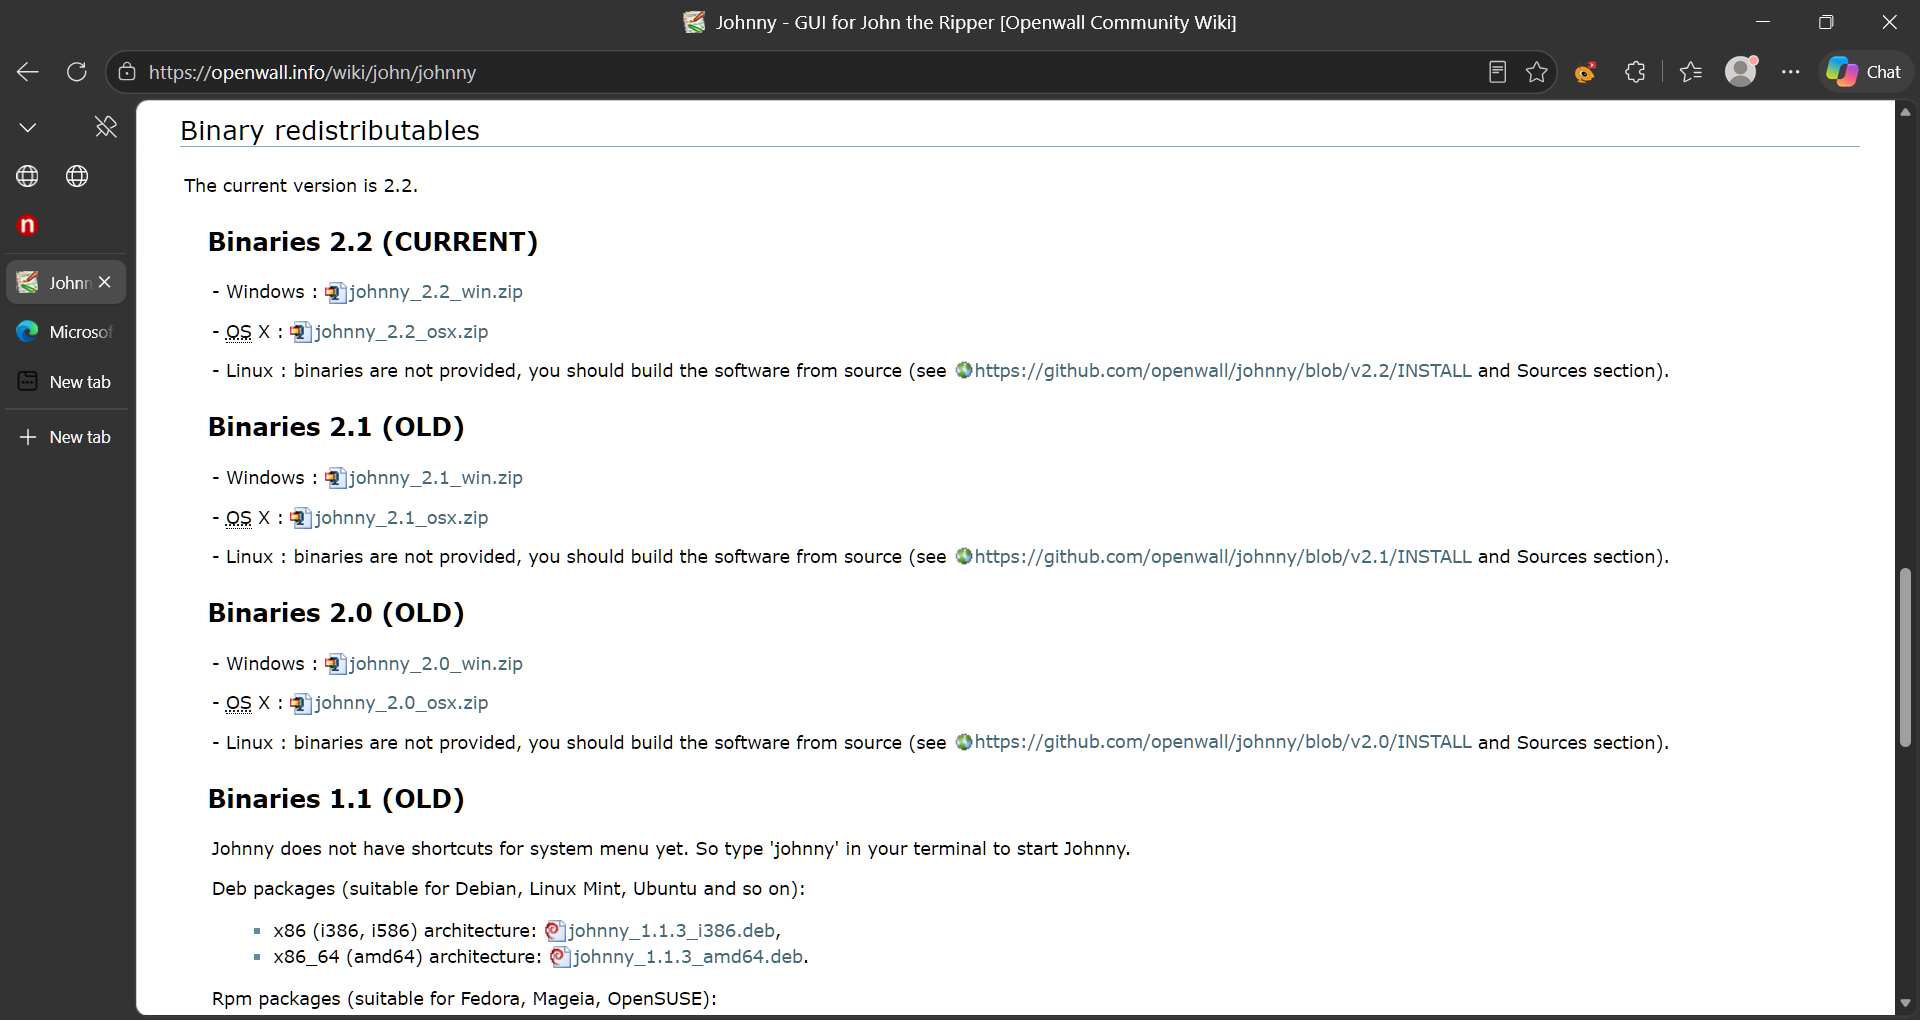 Johnny - GUI for John the Ripper [Openwall Community Wiki]
https://openwall.info/wiki/john/johnny
Chat
n
Johnn
Microsof
New tab
New tab
Binary redistributables
The current version is 2.2.
Binaries 2.2 (CURRENT)
- Windows : johnny_2.2_win.zip
- OS X : johnny_2.2_osx.zip
- Linux : binaries are not provided, you should build the software from source (see https://github.com/openwall/johnny/blob/v2.2/INSTALL and Sources section).
Binaries 2.1 (OLD)
- Windows : johnny_2.1_win.zip
- OS X : johnny_2.1_osx.zip
- Linux : binaries are not provided, you should build the software from source (see https://github.com/openwall/johnny/blob/v2.1/INSTALL and Sources section).
Binaries 2.0 (OLD)
- Windows : johnny_2.0_win.zip
- OS X : johnny_2.0_osx.zip
- Linux : binaries are not provided, you should build the software from source (see https://github.com/openwall/johnny/blob/v2.0/INSTALL and Sources section).
Binaries 1.1 (OLD)
Johnny does not have shortcuts for system menu yet. So type 'johnny' in your terminal to start Johnny.
Deb packages (suitable for Debian, Linux Mint, Ubuntu and so on):
x86 (i386, i586) architecture: johnny_1.1.3_i386.deb,
x86_64 (amd64) architecture: johnny_1.1.3_amd64.deb.
Rpm packages (suitable for Fedora, Mageia, OpenSUSE):